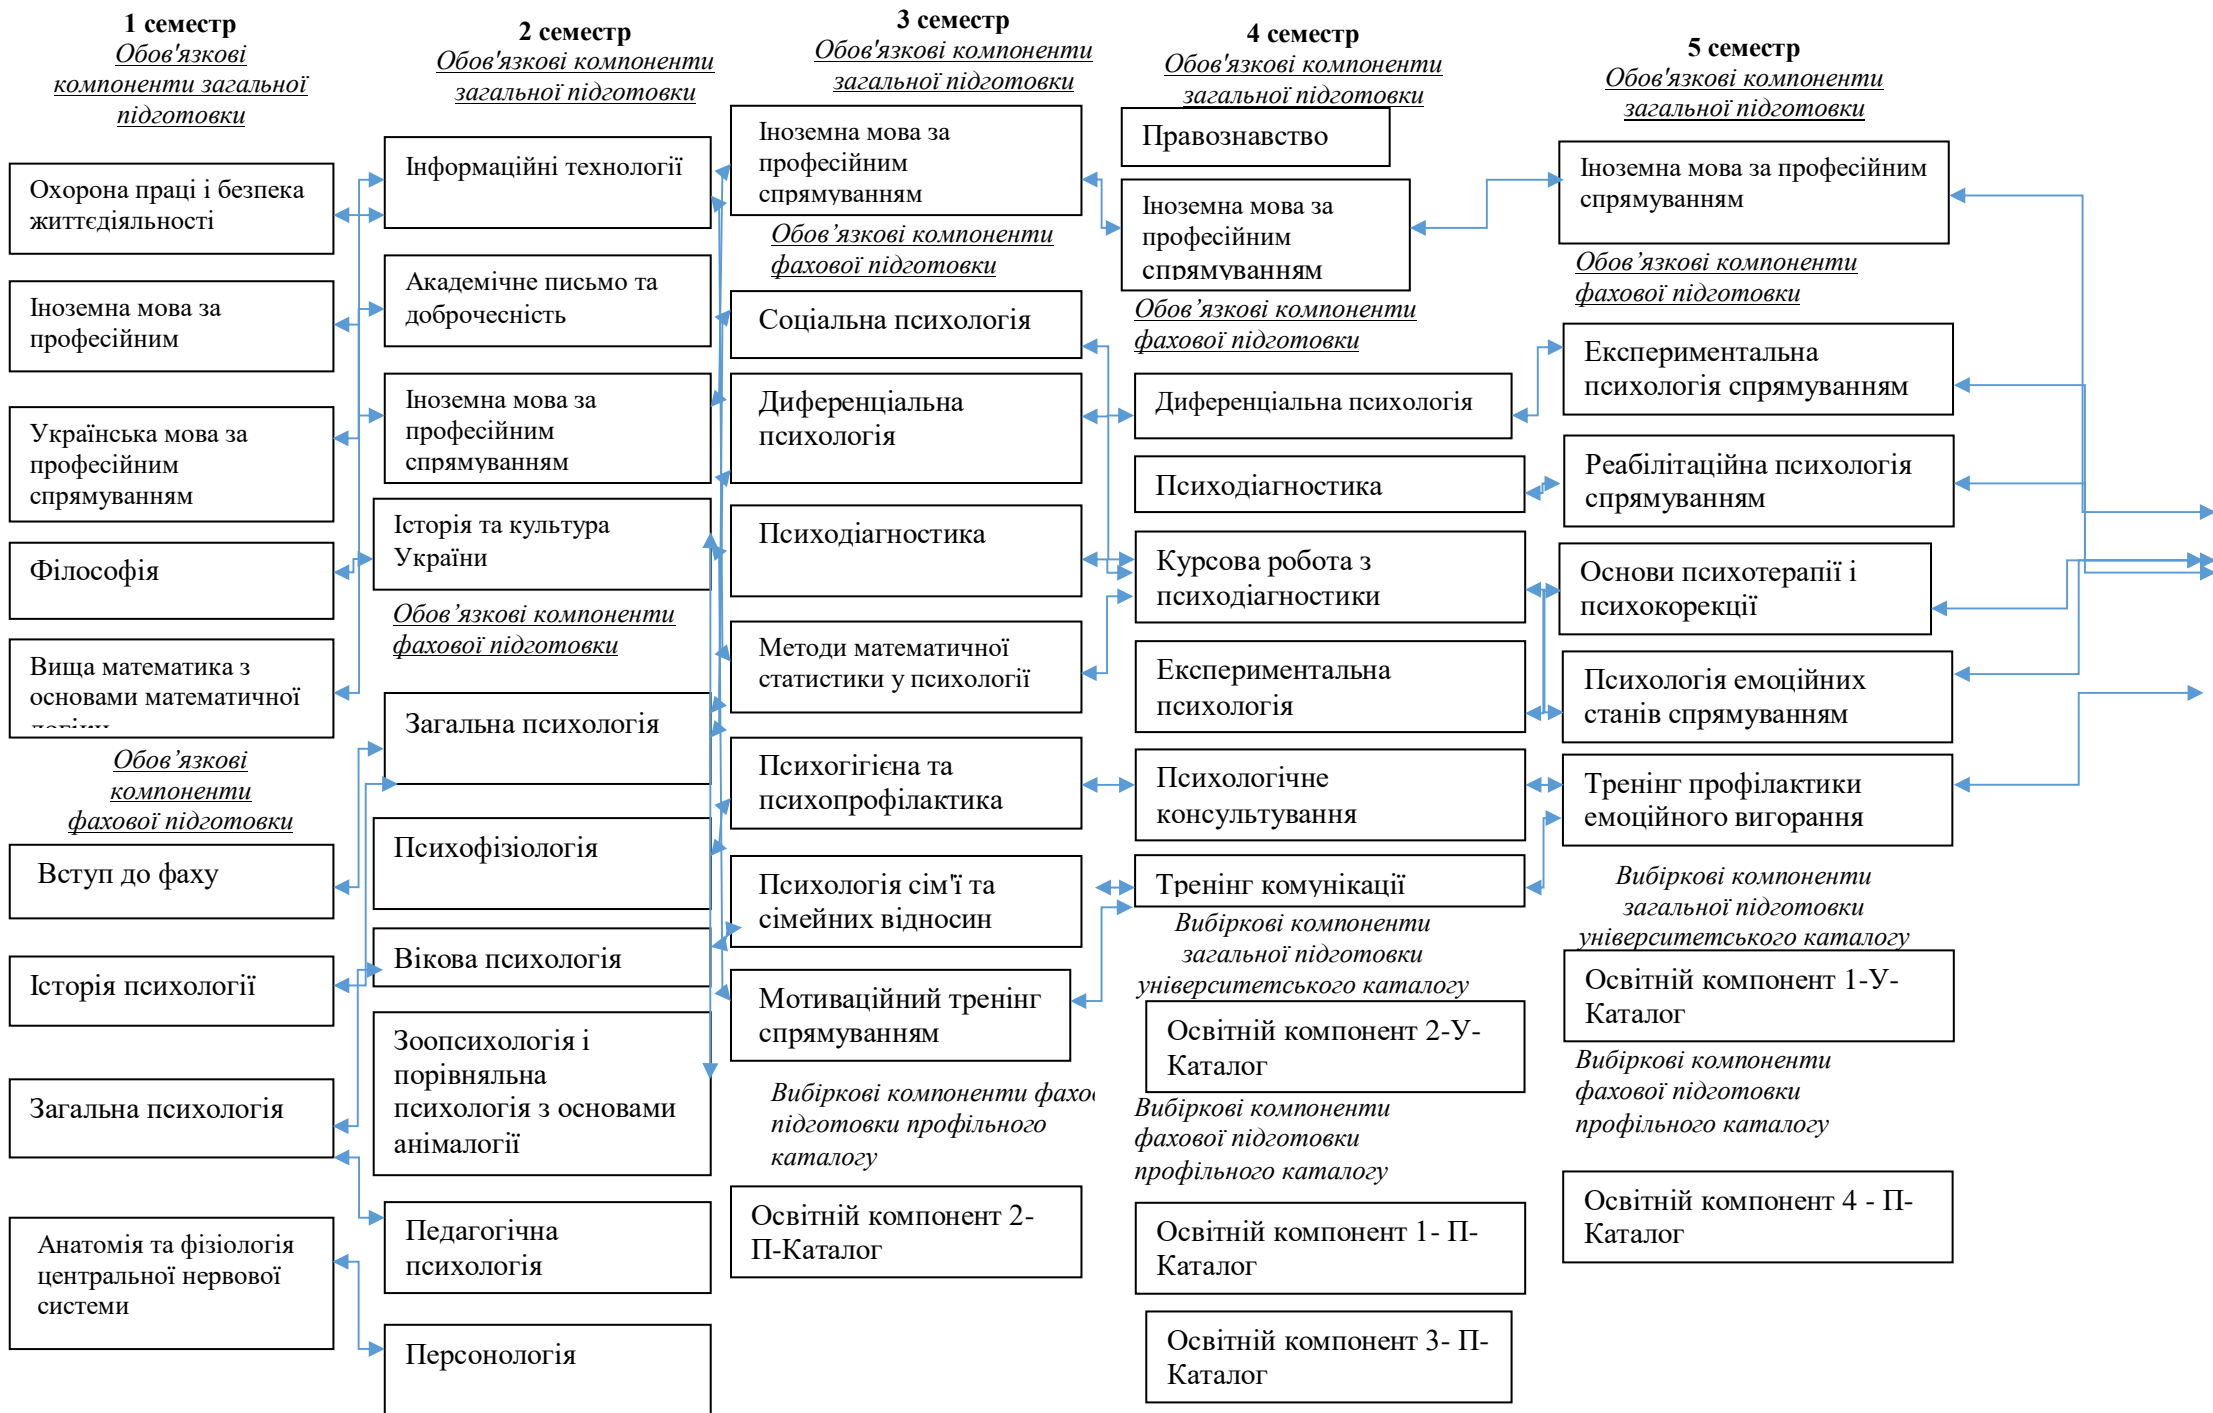 1 семестр
Обов'язкові
компоненти загальної
підготовки
Охорона праці і безпека
життєдіяльності
Іноземна мова за
професійним
Українська мова за
професійним
спрямуванням
Філософія
Вища математика з
основами математичної
логіки
Обов’язкові
компоненти
фахової підготовки
Вступ до фаху
Історія психології
Загальна психологія
Анатомія та фізіологія
центральної нервової
системи
2 семестр
Обов'язкові компоненти
загальної підготовки
Інформаційні технології
Академічне письмо та
доброчесність
Іноземна мова за
професійним
спрямуванням
Історія та культура
України
Обов’язкові компоненти
фахової підготовки
Загальна психологія
Психофізіологія
Вікова психологія
Зоопсихологія і
порівняльна
психологія з основами
анімалогії
Педагогічна
психологія
Персонологія
3 семестр
Обов'язкові компоненти
загальної підготовки
Іноземна мова за
професійним
спрямуванням
Обов’язкові компоненти
фахової підготовки
Соціальна психологія
Диференціальна
психологія
Психодіагностика
Методи математичної
статистики у психології
Психогігієна та
психопрофілактика
Психологія сім'ї та
сімейних відносин
Мотиваційний тренінг
спрямуванням
Вибіркові компоненти фахо
підготовки профільного
каталогу
Освітній компонент 2-
П-Каталог
4 семестр
Обов'язкові компоненти
загальної підготовки
Правознавство
Іноземна мова за
професійним
спрямуванням
Обов’язкові компоненти
фахової підготовки
Диференціальна психологія
Психодіагностика
Курсова робота з
психодіагностики
Експериментальна
психологія
Психологічне
консультування
Тренінг комунікації
Вибіркові компоненти
загальної підготовки
університетського каталогу
Освітній компонент 2-У-
Каталог
Вибіркові компоненти
фахової підготовки
профільного каталогу
Освітній компонент 1- П-
Каталог
Освітній компонент 3- П-
Каталог
5 семестр
Обов'язкові компоненти
загальної підготовки
Іноземна мова за професійним
спрямуванням
Обов’язкові компоненти
фахової підготовки
Експериментальна
психологія спрямуванням
Реабілітаційна психологія
спрямуванням
Основи психотерапії і
психокорекції
Психологія емоційних
станів спрямуванням
Тренінг профілактики
емоційного вигорання
Вибіркові компоненти
загальної підготовки
університетського каталогу
Освітній компонент 1-У-
Каталог
Вибіркові компоненти
фахової підготовки
профільного каталогу
Освітній компонент 4 - П-
Каталог